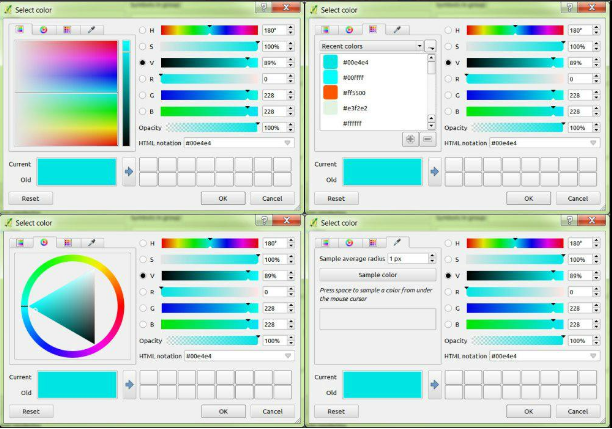 Select color
H 180°
S 100%
V 89%
R 0
G 228
B 228
Opacity 100%
HTML notation #00e4e4
Current
Old
Reset OK Cancel
Select color
Recent colors
#00e4e4
#00ffff
#ff5500
#e3f2e2
#ffffff
H 180°
S 100%
V 89%
R 0
G 228
B 228
Opacity 100%
HTML notation #00e4e4
Current
Old
Reset OK Cancel
Select color
H 180°
S 100%
V 89%
R 0
G 228
B 228
Opacity 100%
HTML notation #00e4e4
Current
Old
Reset OK Cancel
Select color
Sample average radius 1 px
Sample color
Press space to sample a color from under
the mouse cursor
H 180°
S 100%
V 89%
R 0
G 228
B 228
Opacity 100%
HTML notation #00e4e4
Current
Old
Reset OK Cancel